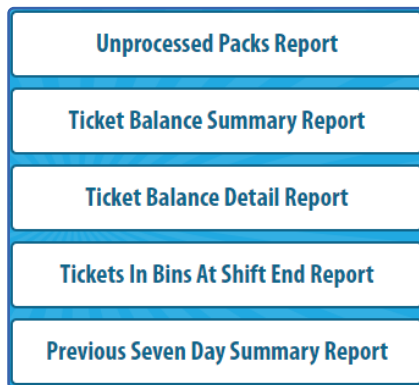 Unprocessed Packs Report
Ticket Balance Summary Report
Ticket Balance Detail Report
Tickets In Bins At Shift End Report
Previous Seven Day Summary Report